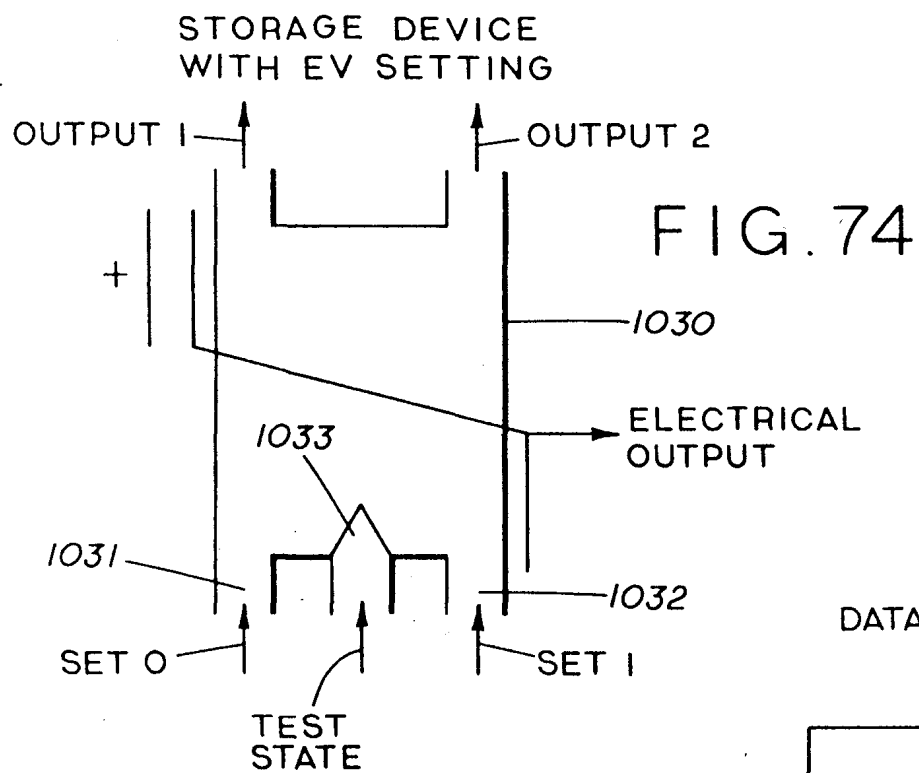 STORAGE DEVICE
WITH EV SETTING
OUTPUT 1
OUTPUT 2
FIG. 74
+
1030
ELECTRICAL
OUTPUT
1033
1031
1032
DATA
SET 0
SET 1
TEST
STATE